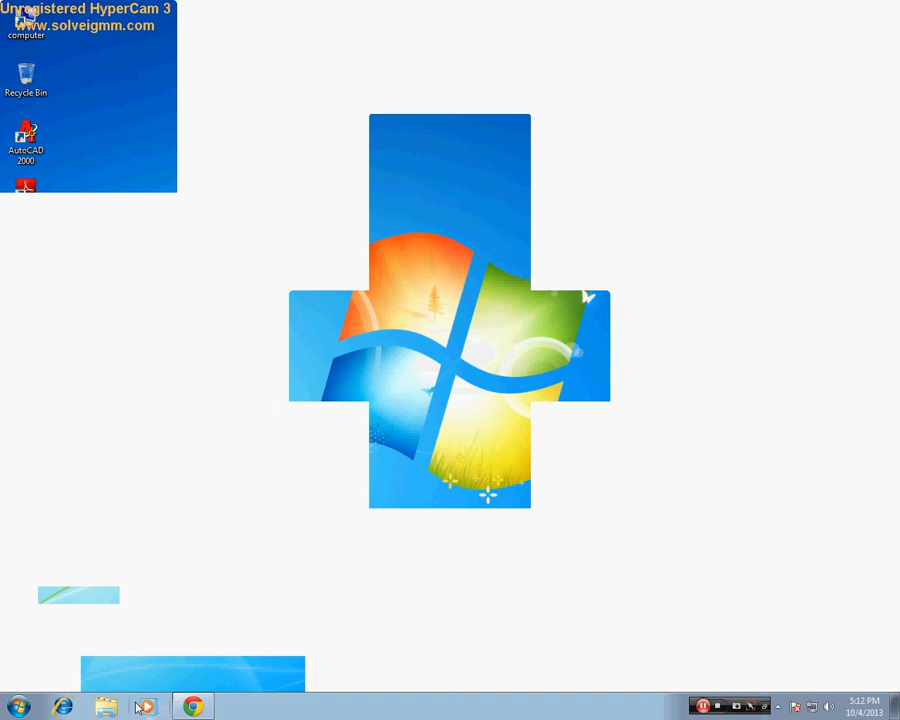 Unregistered HyperCam 3
www.solveigmm.com
computer
Recycle Bin
AutoCAD
2000
5:12 PM
10/4/2013